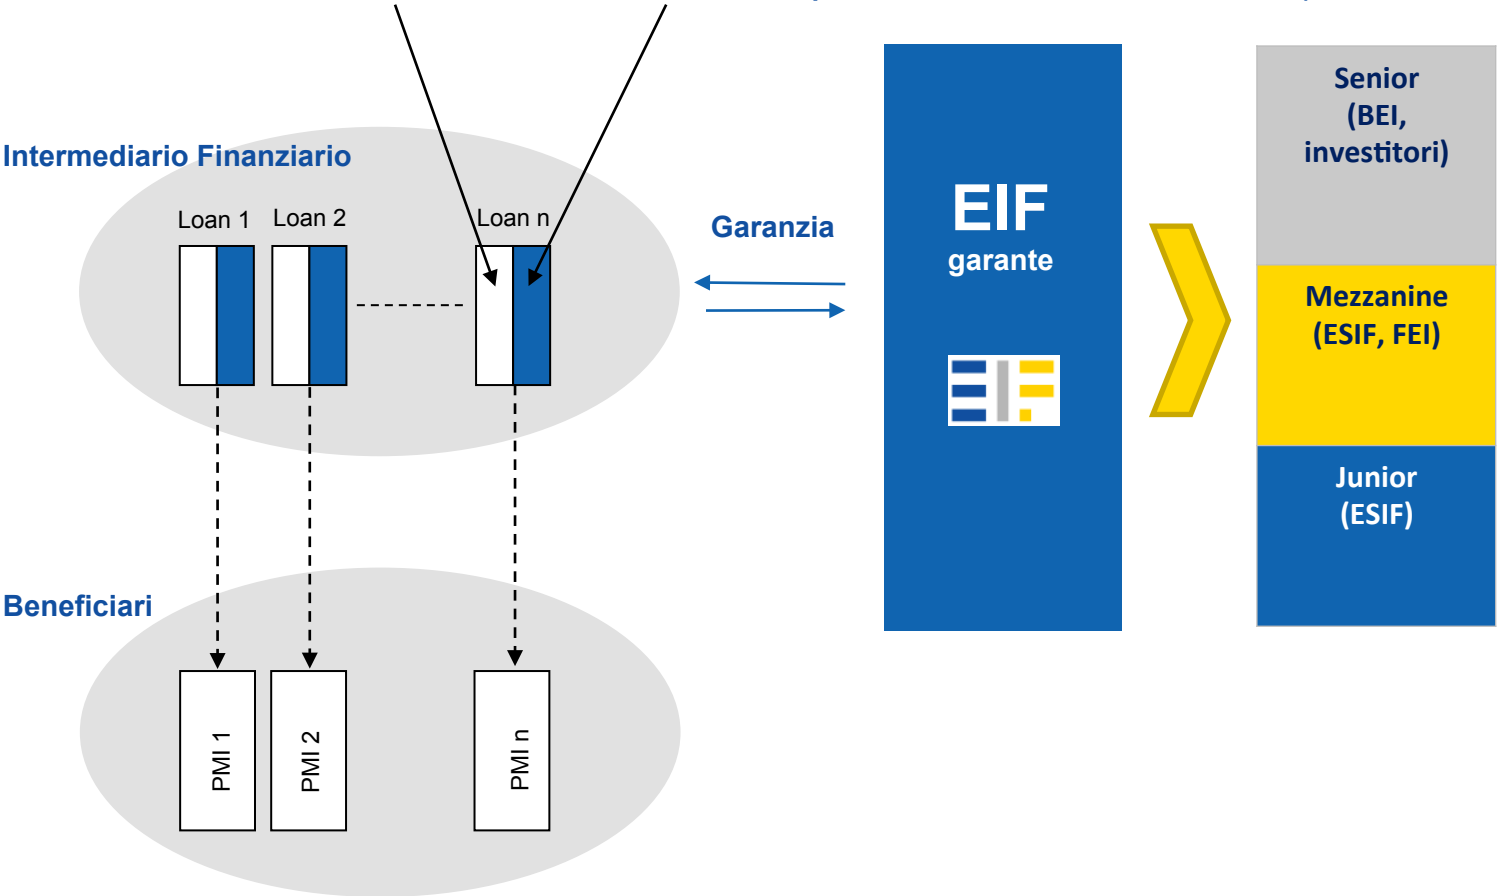 Intermediario Finanziario
Loan 1
Loan 2
Loan n
Garanzia
EIF
garante
Senior
(BEI,
investitori)
Mezzanine
(ESIF, FEI)
Junior
(ESIF)
Beneficiari
PMI 1
PMI 2
PMI n